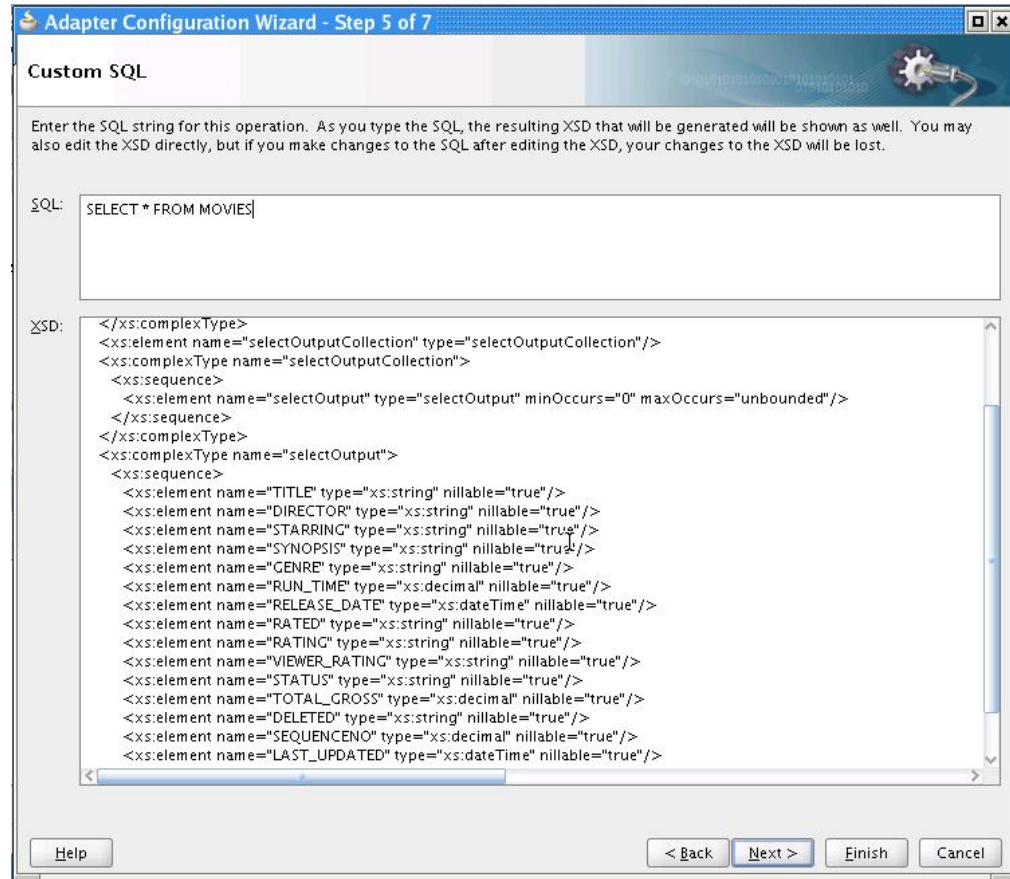 Adapter Configuration Wizard - Step 5 of 7
Custom SQL
Enter the SQL string for this operation. As you type the SQL, the resulting XSD that will be generated will be shown as well. You may
also edit the XSD directly, but if you make changes to the SQL after editing the XSD, your changes to the XSD will be lost.
SQL:
SELECT * FROM MOVIES
XSD:
</xs:complexType>
<xs:element name="selectOutputCollection" type="selectOutputCollection"/>
<xs:complexType name="selectOutputCollection">
<xs:sequence>
<xs:element name="selectOutput" type="selectOutput" minOccurs="0" maxOccurs="unbounded"/>
</xs:sequence>
</xs:complexType>
<xs:complexType name="selectOutput">
<xs:sequence>
<xs:element name="TITLE" type="xs:string" nillable="true"/>
<xs:element name="DIRECTOR" type="xs:string" nillable="true"/>
<xs:element name="STARRING" type="xs:string" nillable="true"/>
<xs:element name="SYNOPSIS" type="xs:string" nillable="true"/>
<xs:element name="GENRE" type="xs:string" nillable="true"/>
<xs:element name="RUN_TIME" type="xs:decimal" nillable="true"/>
<xs:element name="RELEASE_DATE" type="xs:dateTime" nillable="true"/>
<xs:element name="RATED" type="xs:string" nillable="true"/>
<xs:element name="RATING" type="xs:string" nillable="true"/>
<xs:element name="VIEWER_RATING" type="xs:string" nillable="true"/>
<xs:element name="STATUS" type="xs:string" nillable="true"/>
<xs:element name="TOTAL_GROSS" type="xs:decimal" nillable="true"/>
<xs:element name="DELETED" type="xs:string" nillable="true"/>
<xs:element name="SEQUENCENO" type="xs:decimal" nillable="true"/>
<xs:element name="LAST_UPDATED" type="xs:dateTime" nillable="true"/>
Help
< Back
Next >
Finish
Cancel